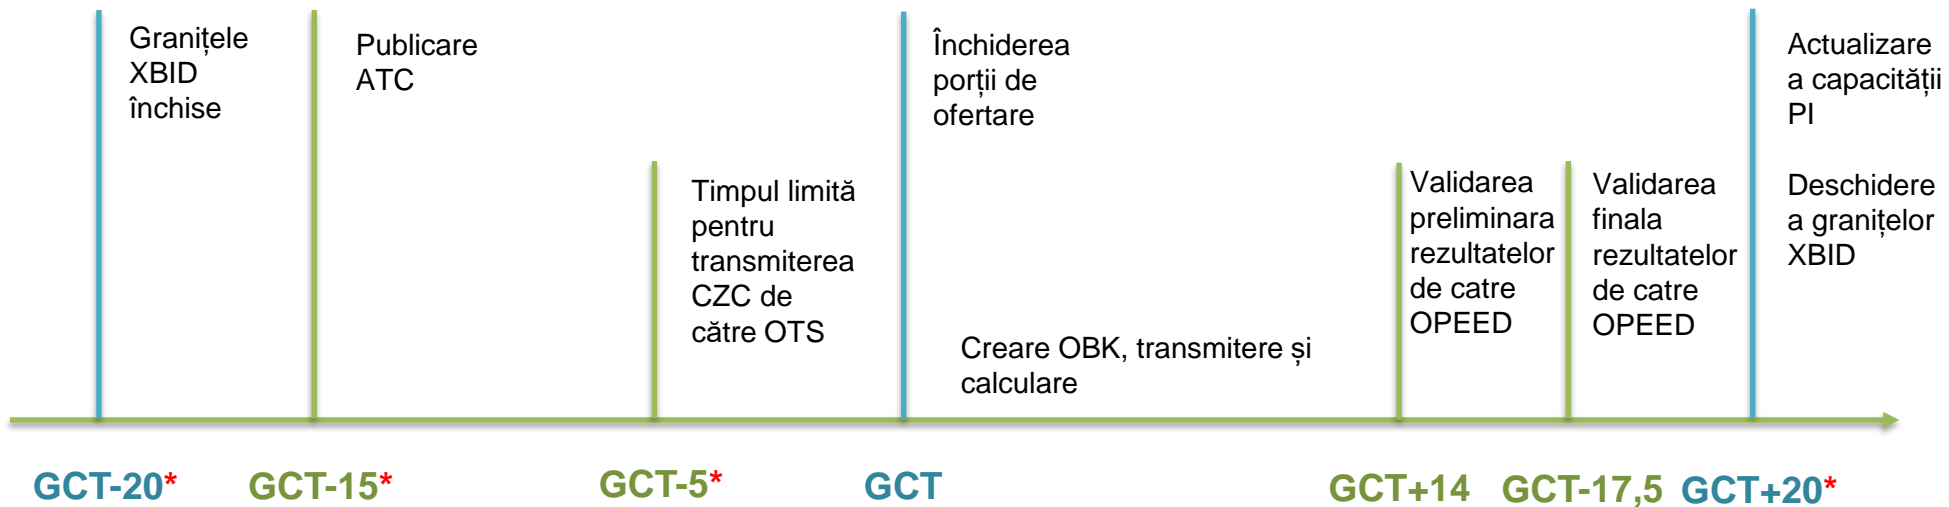 Granițele
XBID
închise
Publicare
ATC
Timpul limită
pentru
transmiterea
CZC de
către OTS
Închiderea
porții de
ofertare
Creare OBK, transmitere și
calculare
Validarea
preliminara
rezultatelor
de catre
OPEED
Validarea
finala
rezultatelor
de catre
OPEED
Actualizare
a capacității
PI
Deschidere
a granițelor
XBID
GCT-20*
GCT-15*
GCT-5*
GCT
GCT+14
GCT-17,5
GCT+20*